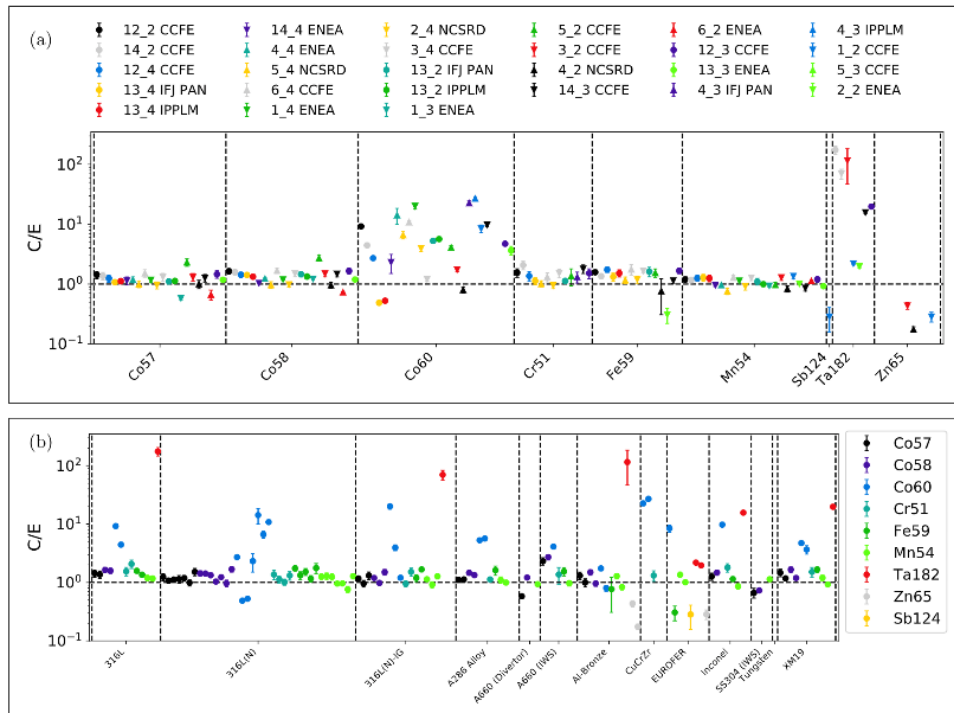 (a)
12_2 CCFE 14_4 ENEA 2_4 NCSRD 5_2 CCFE 6_2 ENEA 4_3 IPPLM
14_2 CCFE 4_4 ENEA 3_4 CCFE 3_2 CCFE 12_3 CCFE 1_2 CCFE
12_4 CCFE 5_4 NCSRD 13_2 IFJ PAN 4_2 NCSRD 13_3 ENEA 5_3 CCFE
13_4 IFJ PAN 6_4 CCFE 13_2 IPPLM 14_3 CCFE 4_3 IFJ PAN 2_2 ENEA
13_4 IPPLM 1_4 ENEA 1_3 ENEA
10²
10¹
10⁰
10⁻¹
C/E
Co57 Co58 Co60 Cr51 Fe59 Mn54 Sb124 Ta182 Zn65
(b)
10²
10¹
10⁰
10⁻¹
C/E
316L 316L(N) 316L(N)-IG A286 Alloy A660 (Divertor) A660 (IWS) Al-Bronze CuCrZr EUROFER Inconel SS304 (IWS) Tungsten XM19
Co57
Co58
Co60
Cr51
Fe59
Mn54
Ta182
Zn65
Sb124